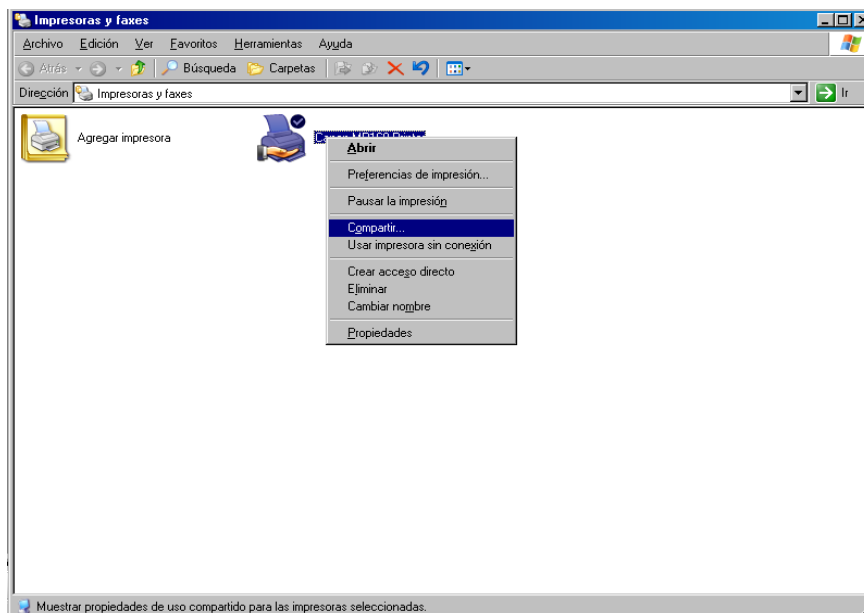 Impresoras y faxes
Archivo Edición Ver Favoritos Herramientas Ayuda
Atrás Búsqueda Carpetas
Dirección Impresoras y faxes Ir
Agregar impresora
Abrir
Preferencias de impresión...
Pausar la impresión
Compartir...
Usar impresora sin conexión
Crear acceso directo
Eliminar
Cambiar nombre
Propiedades
Muestrar propiedades de uso compartido para las impresoras seleccionadas.